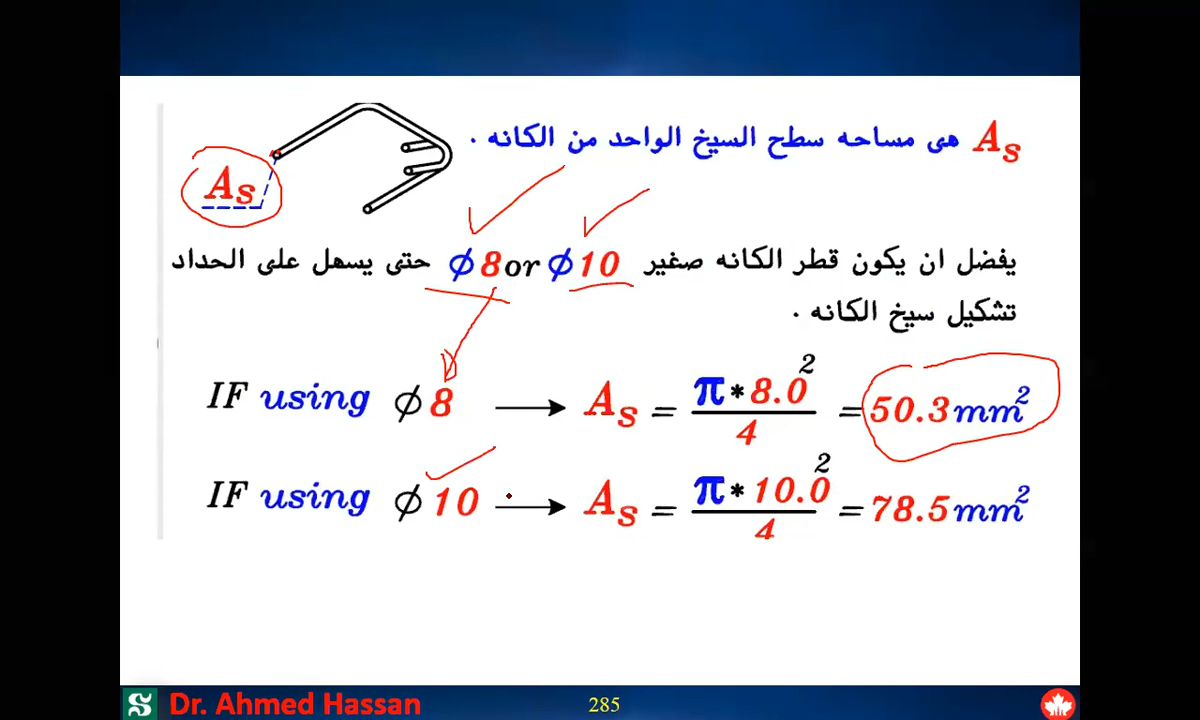 As هى مساحه سطح السيخ الواحد من الكانه .
As
يفضل ان يكون قطر الكانه صغير ϕ10 or ϕ8 حتى يسهل على الحداد
تشكيل سيخ الكانه .
IF using ϕ8 → As = π*8.0²/4 = 50.3mm²
IF using ϕ10 → As = π*10.0²/4 = 78.5mm²
Dr. Ahmed Hassan
285